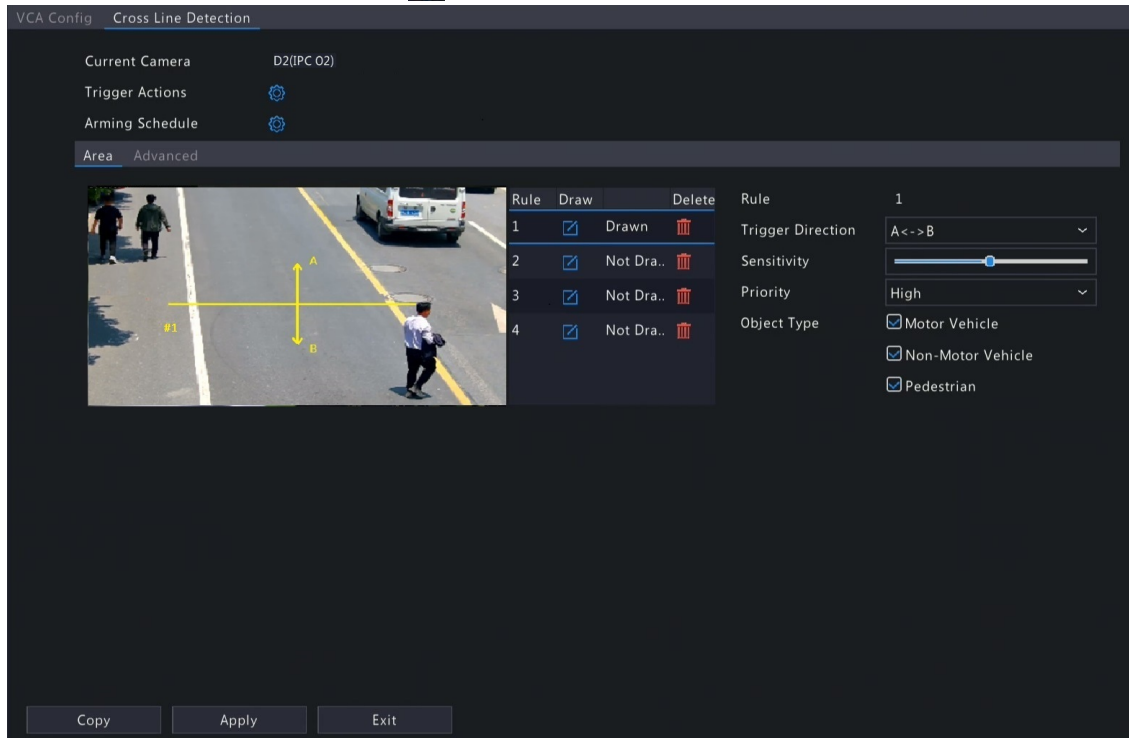 VCA Config Cross Line Detection
Current Camera D2(IPC 02)
Trigger Actions
Arming Schedule
Area Advanced
Rule Draw Delete
1 Drawn
2 Not Dra..
3 Not Dra..
4 Not Dra..
A
#1
B
Rule 1
Trigger Direction A<->B
Sensitivity
Priority High
Object Type Motor Vehicle
Non-Motor Vehicle
Pedestrian
Copy Apply Exit